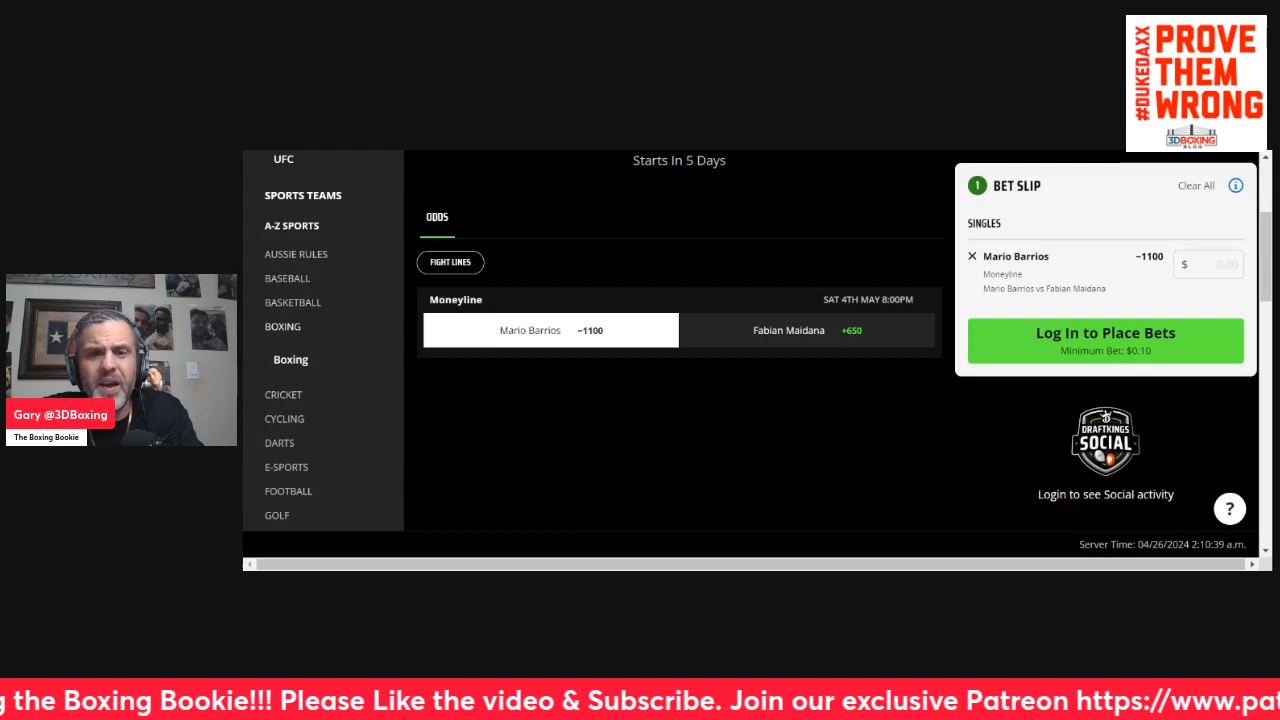 #DUKEDAXX
PROVE
THEM
WRONG
3DBOXING
BLOG
UFC
SPORTS TEAMS
A-Z SPORTS
AUSSIE RULES
BASEBALL
BASKETBALL
BOXING
Boxing
CRICKET
CYCLING
DARTS
E-SPORTS
FOOTBALL
GOLF
Starts In 5 Days
ODDS
FIGHT LINES
Moneyline SAT 4TH MAY 8:00PM
Mario Barrios −1100 Fabian Maidana +650
1 BET SLIP Clear All i
SINGLES
× Mario Barrios −1100 $ 0.00
Moneyline
Mario Barrios vs Fabian Maidana
Log In to Place Bets
Minimum Bet: $0.10
DRAFTKINGS
SOCIAL
Login to see Social activity
?
Server Time: 04/26/2024 2:10:39 a.m.
Gary @3DBoxing
The Boxing Bookie
g the Boxing Bookie!!! Please Like the video & Subscribe. Join our exclusive Patreon https://www.pat